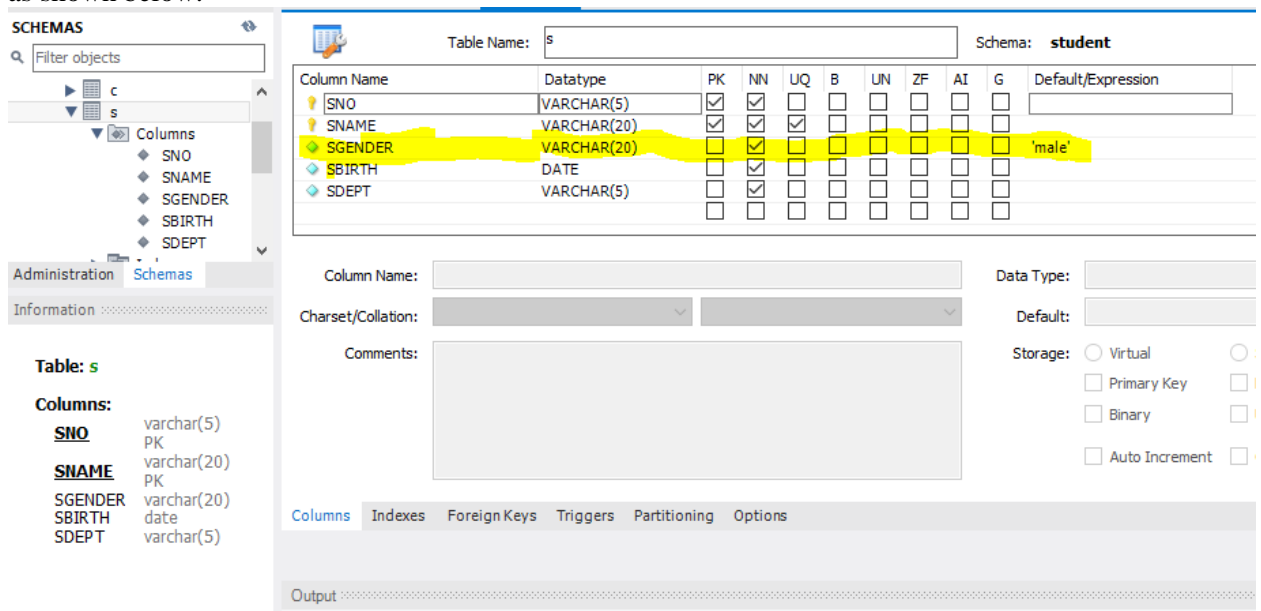 SCHEMAS
Filter objects
c
s
Columns
SNO
SNAME
SGENDER
SBIRTH
SDEPT
Administration Schemas
Information
Table: s
Columns:
SNO varchar(5) PK
SNAME varchar(20) PK
SGENDER varchar(20)
SBIRTH date
SDEPT varchar(5)
Table Name: s Schema: student
Column Name Datatype PK NN UQ B UN ZF AI G Default/Expression
SNO VARCHAR(5)
SNAME VARCHAR(20)
SGENDER VARCHAR(20) 'male'
SBIRTH DATE
SDEPT VARCHAR(5)
Column Name: Data Type:
Charset/Collation: Default:
Comments: Storage: Virtual
Primary Key
Binary
Auto Increment
Columns Indexes Foreign Keys Triggers Partitioning Options
Output